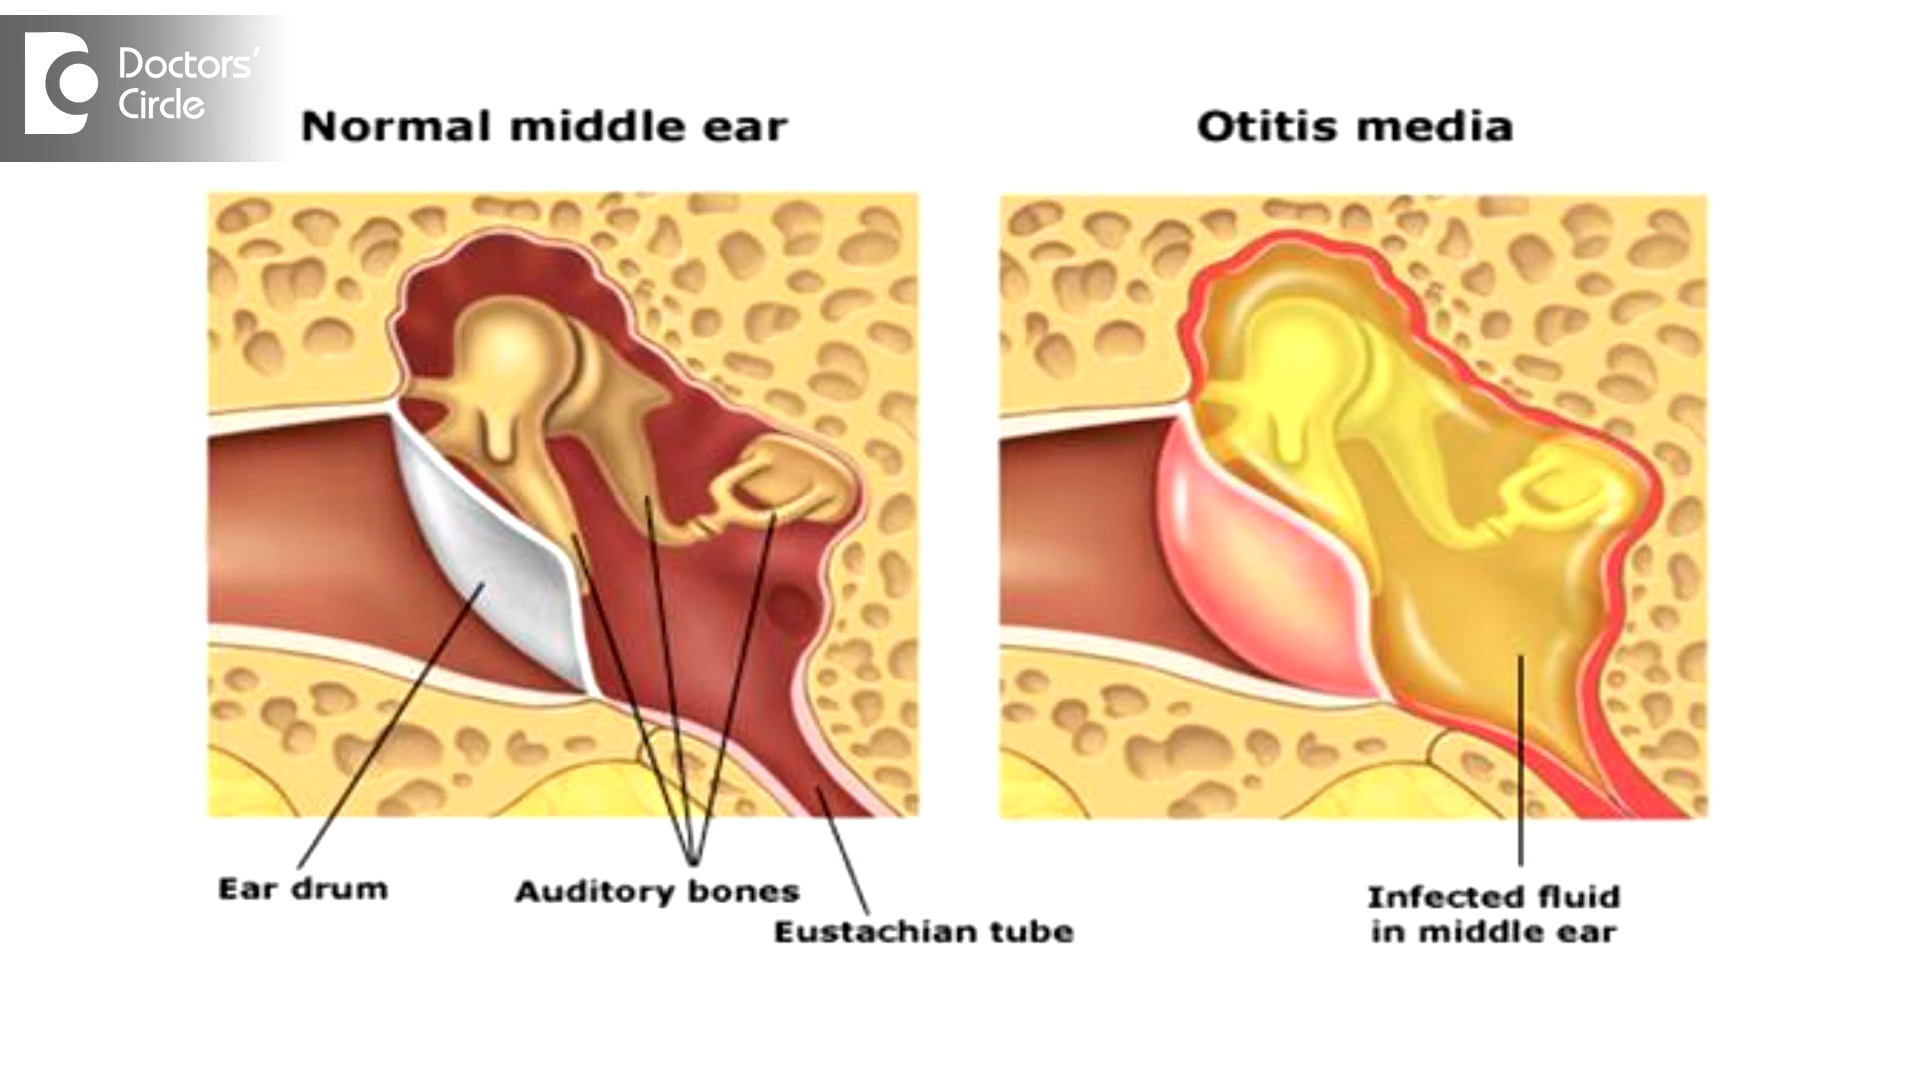 Doctors'
Circle
Normal middle ear
Otitis media
Ear drum
Auditory bones
Eustachian tube
Infected fluid
in middle ear